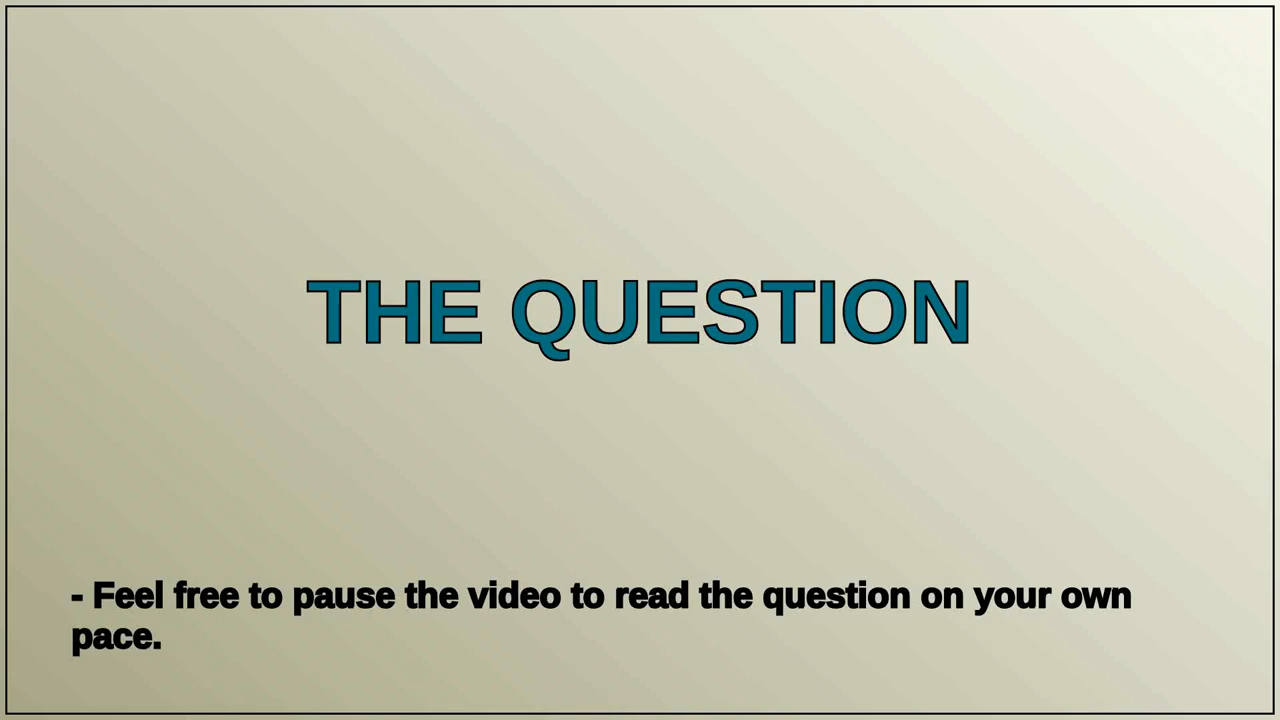 THE QUESTION
- Feel free to pause the video to read the question on your own
pace.